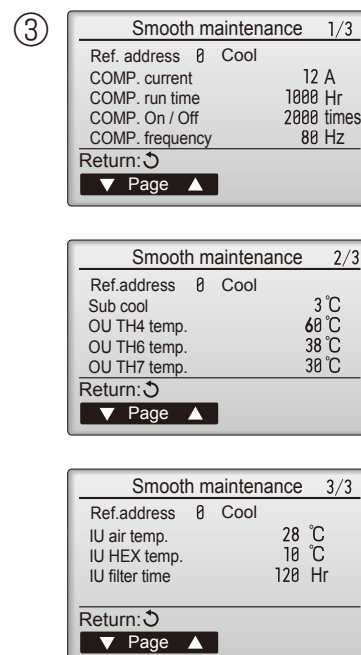 ③
Smooth maintenance 1/3
Ref. address 0 Cool
COMP. current 12 A
COMP. run time 1000 Hr
COMP. On / Off 2000 times
COMP. frequency 80 Hz
Return:
▼ Page ▲
Smooth maintenance 2/3
Ref.address 0 Cool
Sub cool 3℃
OU TH4 temp. 60℃
OU TH6 temp. 38℃
OU TH7 temp. 30℃
Return:
▼ Page ▲
Smooth maintenance 3/3
Ref.address 0 Cool
IU air temp. 28 ℃
IU HEX temp. 10 ℃
IU filter time 120 Hr
Return:
▼ Page ▲